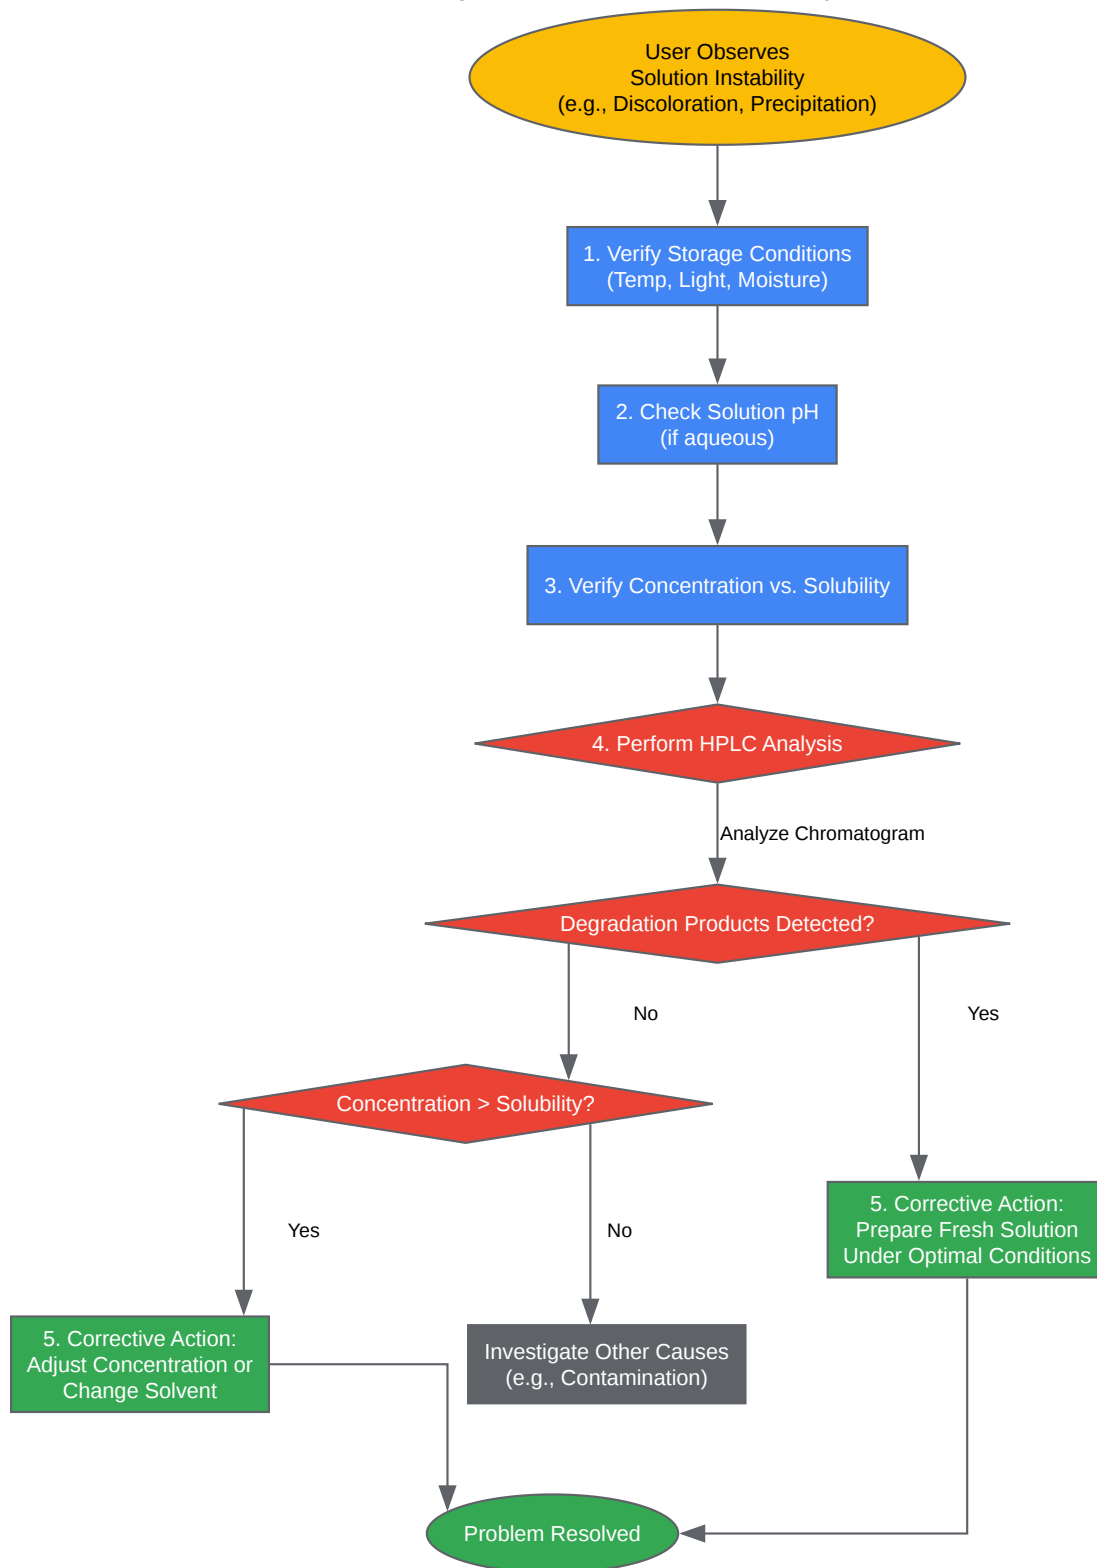 User Observes
Solution Instability
(e.g., Discoloration, Precipitation)
1. Verify Storage Conditions
(Temp, Light, Moisture)
2. Check Solution pH
(if aqueous)
3. Verify Concentration vs. Solubility
4. Perform HPLC Analysis
Analyze Chromatogram
Degradation Products Detected?
No
Yes
Concentration > Solubility?
Yes
No
5. Corrective Action:
Prepare Fresh Solution
Under Optimal Conditions
5. Corrective Action:
Adjust Concentration or
Change Solvent
Investigate Other Causes
(e.g., Contamination)
Problem Resolved